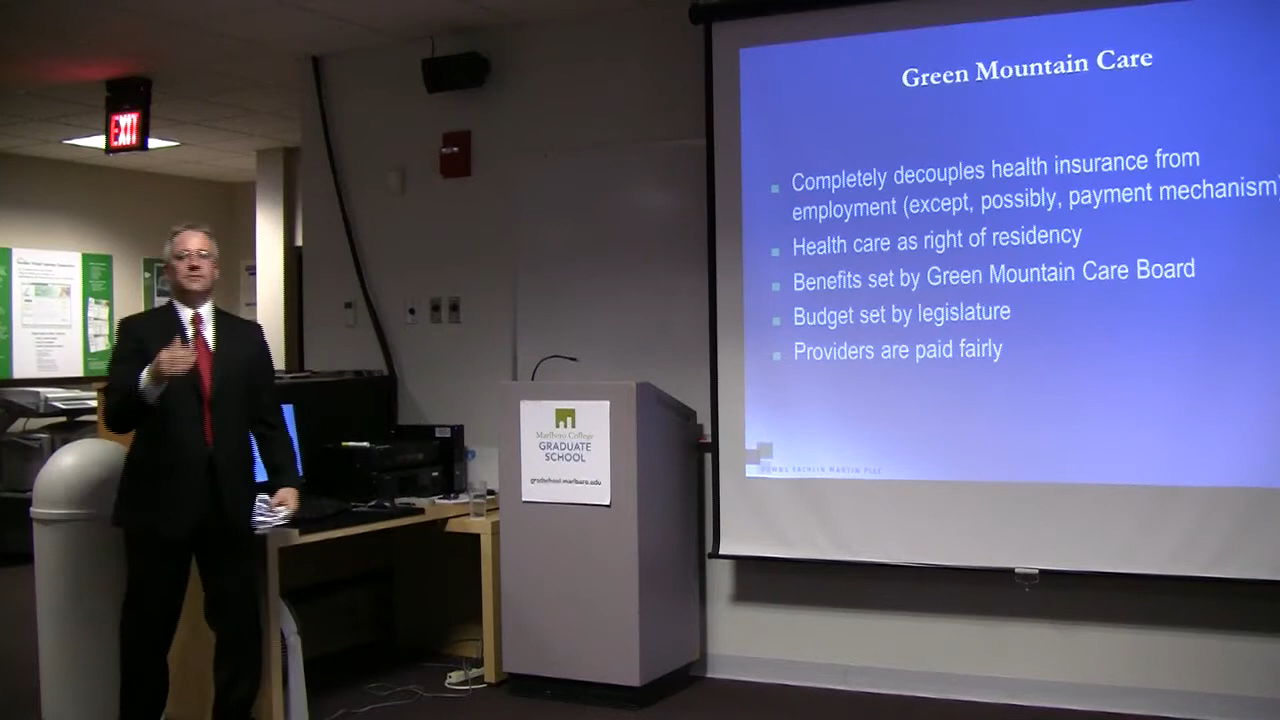 EXIT
Green Mountain Care
Completely decouples health insurance from
employment (except, possibly, payment mechanism)
Health care as right of residency
Benefits set by Green Mountain Care Board
Budget set by legislature
Providers are paid fairly
Marlboro College
GRADUATE
SCHOOL
gradschool.marlboro.edu
MARTIN PLLC